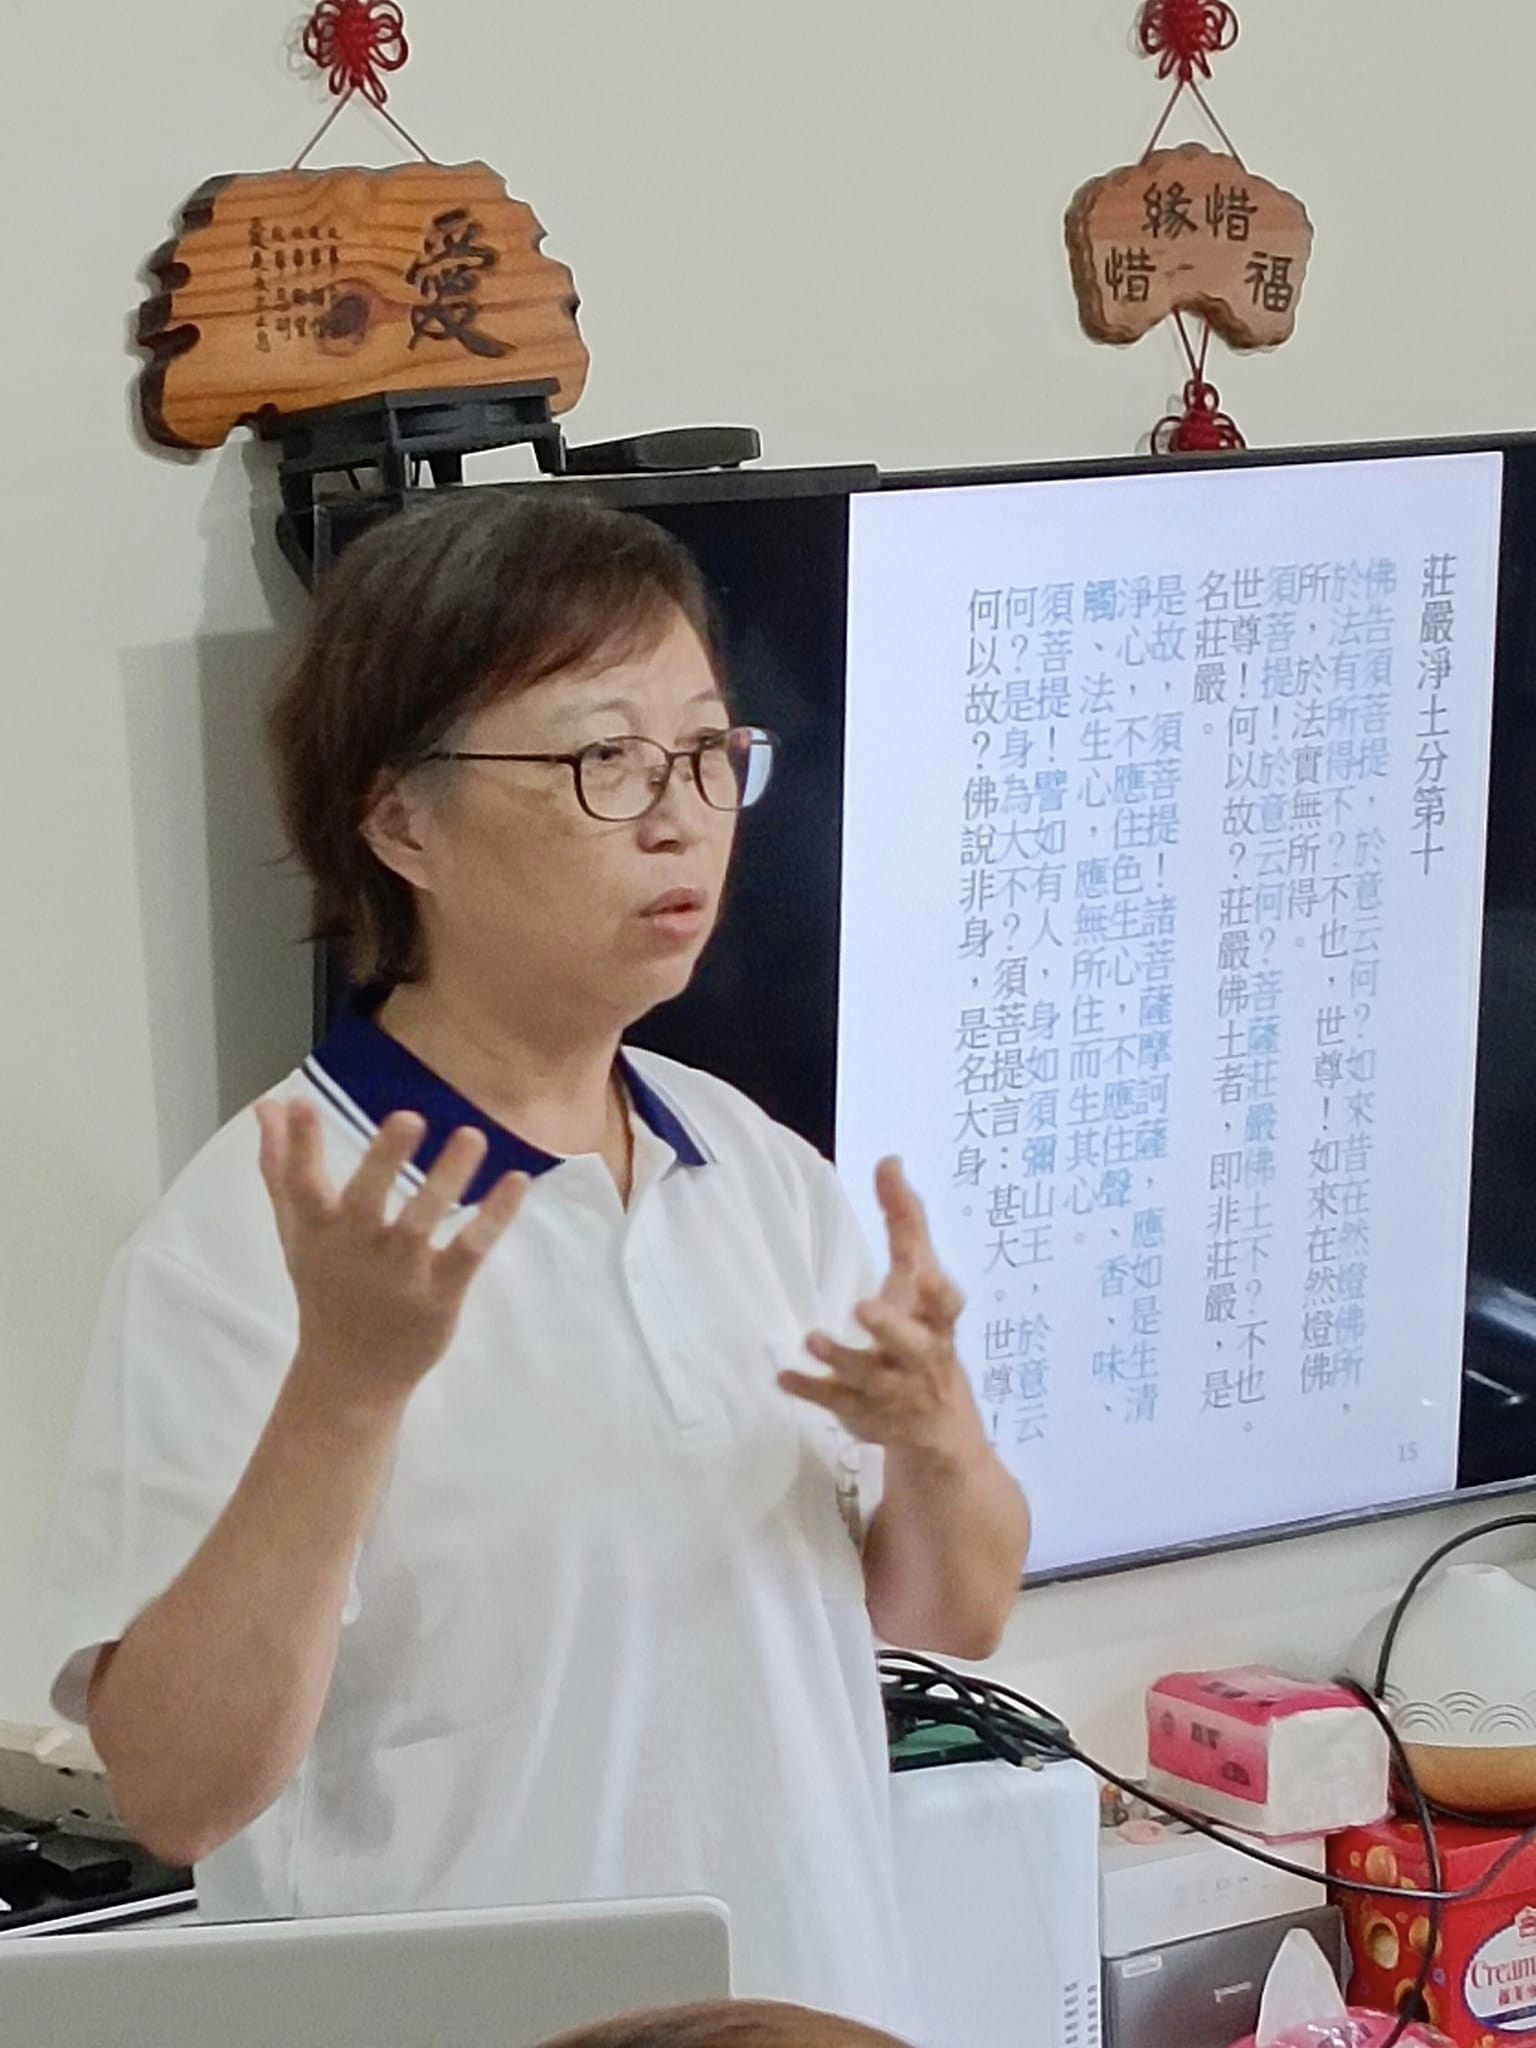 愛
惜緣
惜福
莊嚴淨土分第十
佛告須菩提，於意云何？如來昔在然燈佛所，
於法有所得不？不也，世尊！如來在然燈佛
所，於法實無所得。
須菩提！於意云何？菩薩莊嚴佛土不？不也。
世尊！何以故？莊嚴佛土者，即非莊嚴，是
名莊嚴。
是故，須菩提！諸菩薩摩訶薩，應如是生清
淨心，不應住色生心，不應住聲、香、味、
觸、法生心，應無所住而生其心。
須菩提！譬如有人，身如須彌山王，於意云
何？是身為大不？須菩提言：甚大。世尊！
何以故？佛說非身，是名大身。
15
Cream